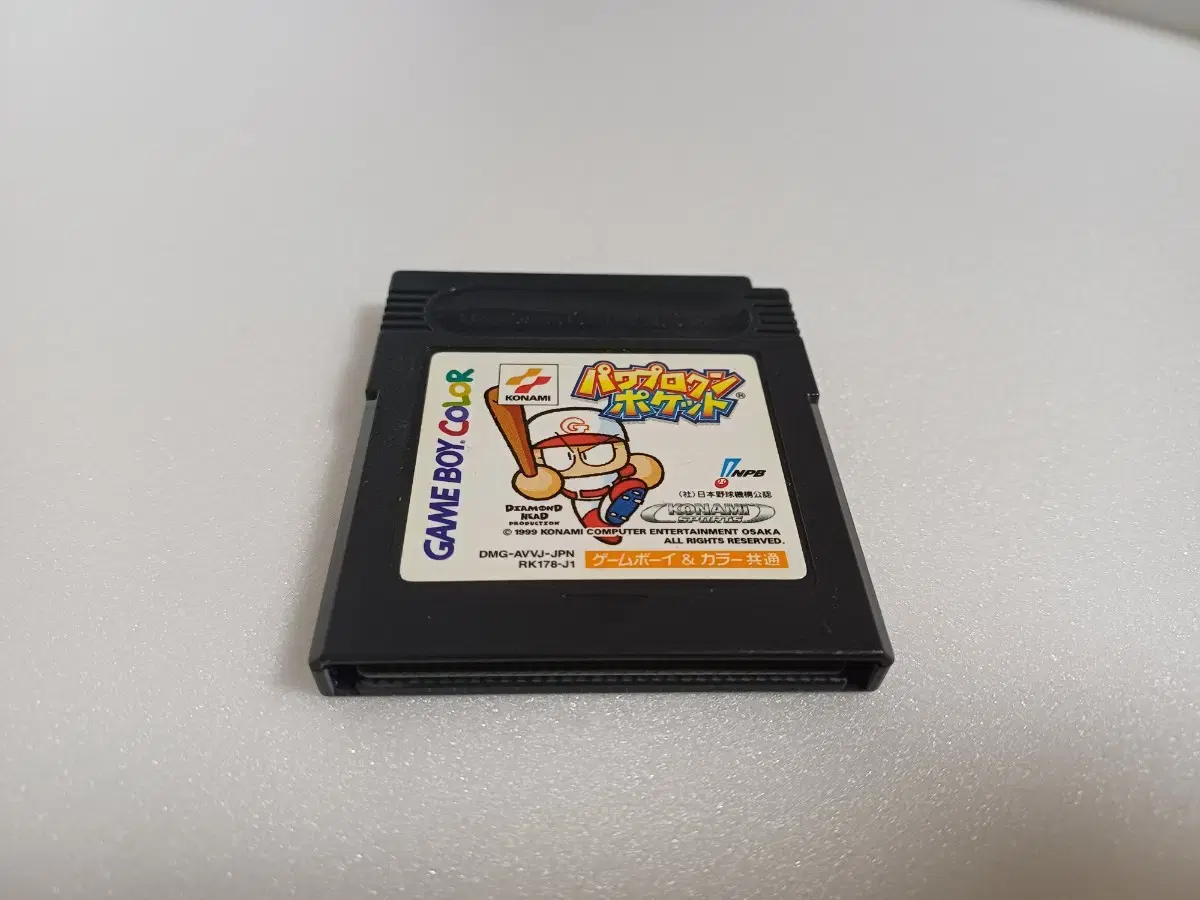 GAME BOY COLOR
KONAMI
パワプロクン
ポケット
G
NPB
(社)日本野球機構公認
DIAMOND
HEAD
PRODUCTION
KONAMI
SPORTS
© 1999 KONAMI COMPUTER ENTERTAINMENT OSAKA
ALL RIGHTS RESERVED.
DMG-AVVJ-JPN
RK178-J1
ゲームボーイ & カラー共通